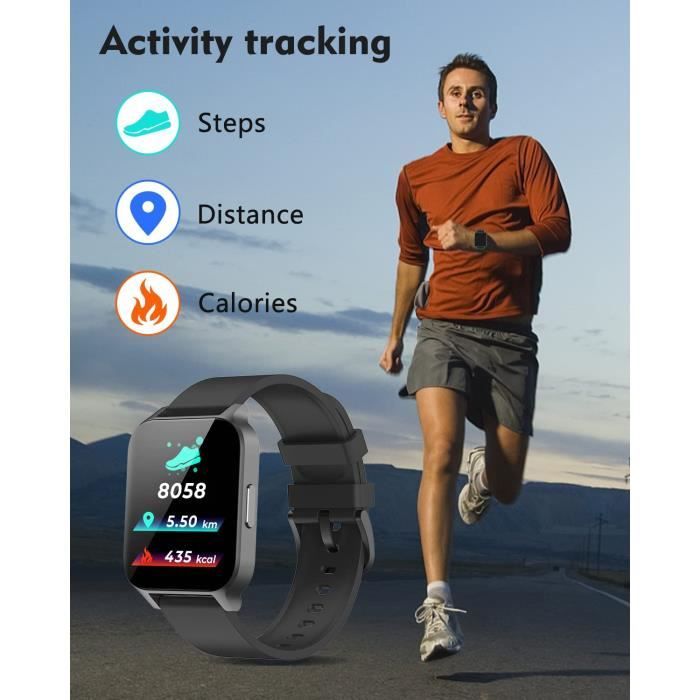 Activity tracking
Steps
Distance
Calories
8058
5.50 km
435 kcal